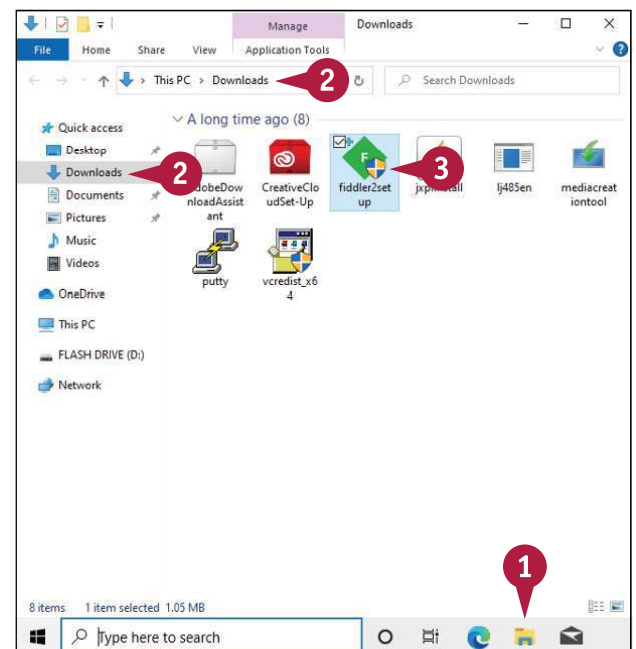 Manage
Downloads
File
Home
Share
View
Application Tools
This PC > Downloads
2
Search Downloads
Quick access
Desktop
Downloads
2
Documents
Pictures
Music
Videos
OneDrive
This PC
FLASH DRIVE (D:)
Network
A long time ago (8)
dobeDow
nloadAssist
ant
CreativeClo
udSet-Up
F
fiddler2set
up
3
lj485en
mediacreat
iontool
putty
vcredist_x6
4
1
8 items
1 item selected 1.05 MB
Type here to search